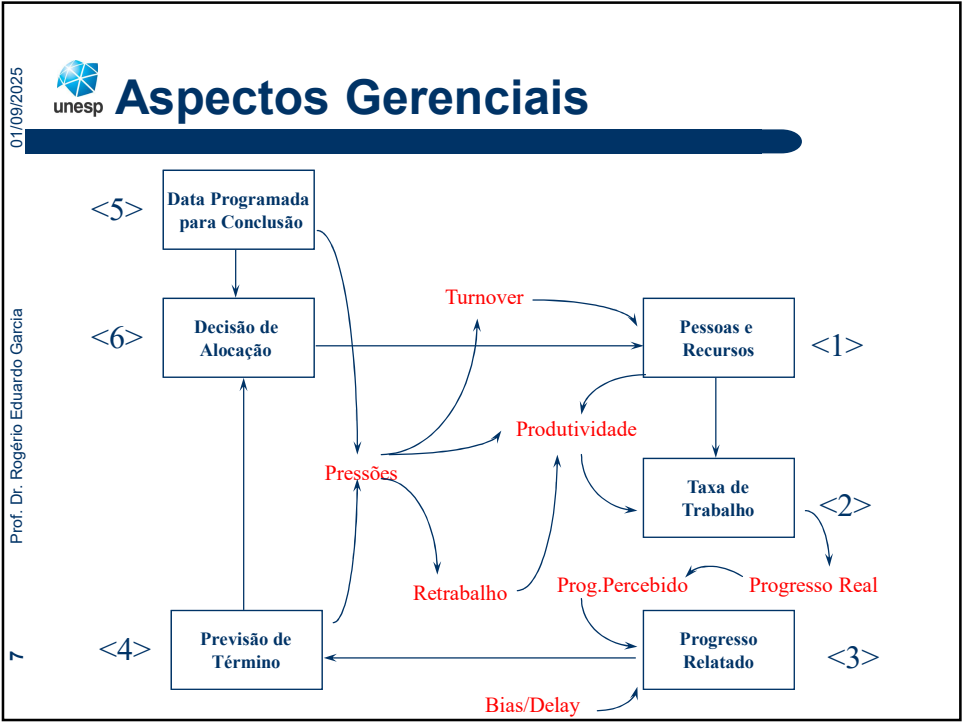 01/09/2025
unesp
Aspectos Gerenciais
<5>
Data Programada
para Conclusão
<6>
Decisão de
Alocação
Turnover
Pessoas e
Recursos
<1>
Produtividade
Pressões
Taxa de
Trabalho
<2>
Retrabalho
Prog.Percebido
Progresso Real
<4>
Previsão de
Término
Progresso
Relatado
<3>
Bias/Delay
Prof. Dr. Rogério Eduardo Garcia
7